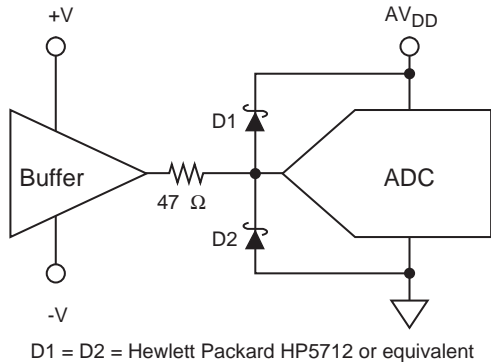 +V
AVDD
D1
Buffer
ADC
47 Ω
D2
-V
D1 = D2 = Hewlett Packard HP5712 or equivalent